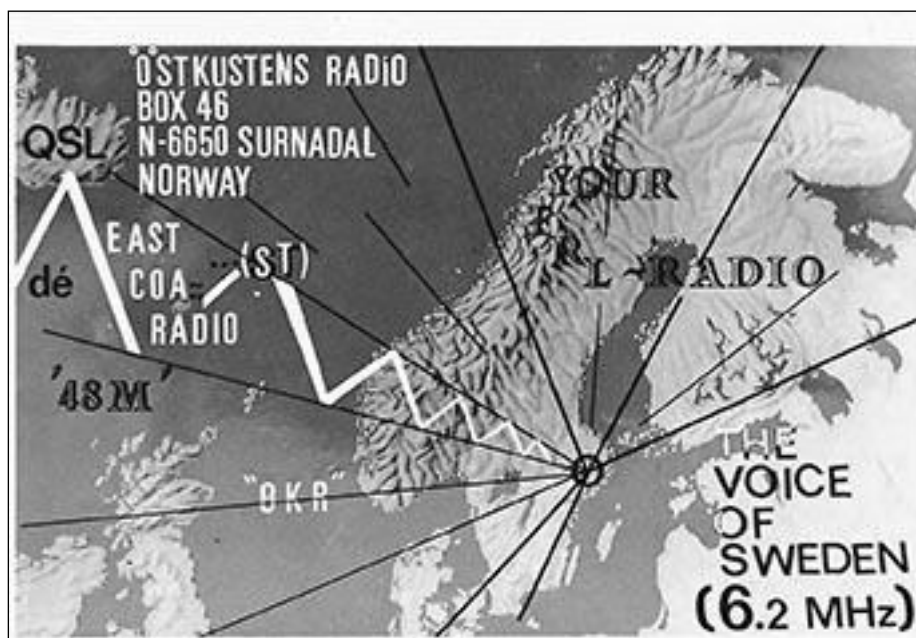 ÖSTKUSTENS RADiO
BOX 46
N-6650 SURNADAL
NORWAY
QSL
dé
'48M'
EAST
COA-...(ST)
RADIO
"ÖKR"
YOUR
L-RADIO
THE
VOICE
OF
SWEDEN
(6.2 MHz)